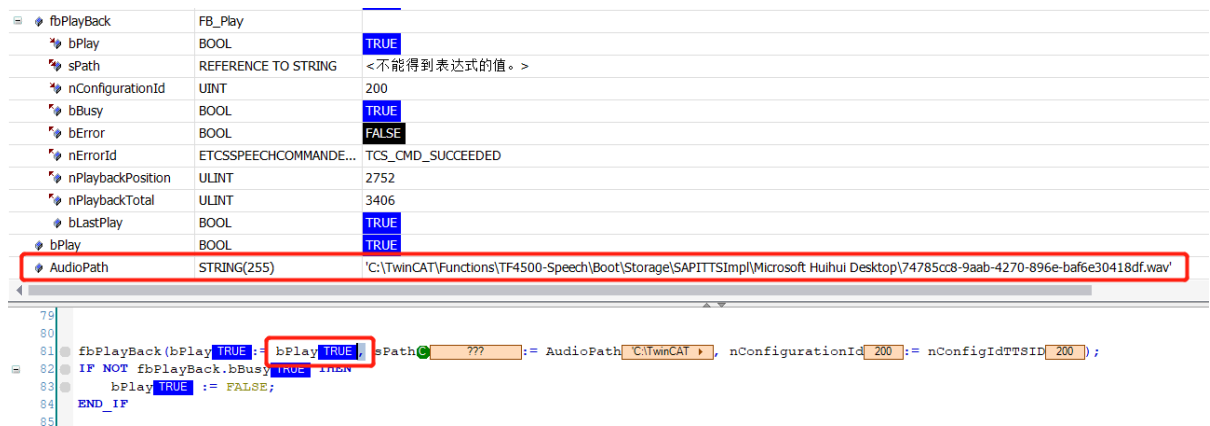 fbPlayBack FB_Play
bPlay BOOL TRUE
sPath REFERENCE TO STRING <不能得到表达式的值。>
nConfigurationId UINT 200
bBusy BOOL TRUE
bError BOOL FALSE
nErrorId ETCSSPEECHCOMMANDE... TCS_CMD_SUCCEEDED
nPlaybackPosition ULINT 2752
nPlaybackTotal ULINT 3406
bLastPlay BOOL TRUE
bPlay BOOL TRUE
AudioPath STRING(255) 'C:\TwinCAT\Functions\TF4500-Speech\Boot\Storage\SAPITTSImpl\Microsoft Huihui Desktop\74785cc8-9aab-4270-896e-baf6e30418df.wav'
79
80
81 fbPlayBack(bPlay TRUE := bPlay TRUE , sPath C ??? := AudioPath 'C:\TwinCAT , nConfigurationId 200 := nConfigIdTTSID 200 );
82 IF NOT fbPlayBack.bBusy TRUE THEN
83 bPlay TRUE := FALSE;
84 END_IF
85